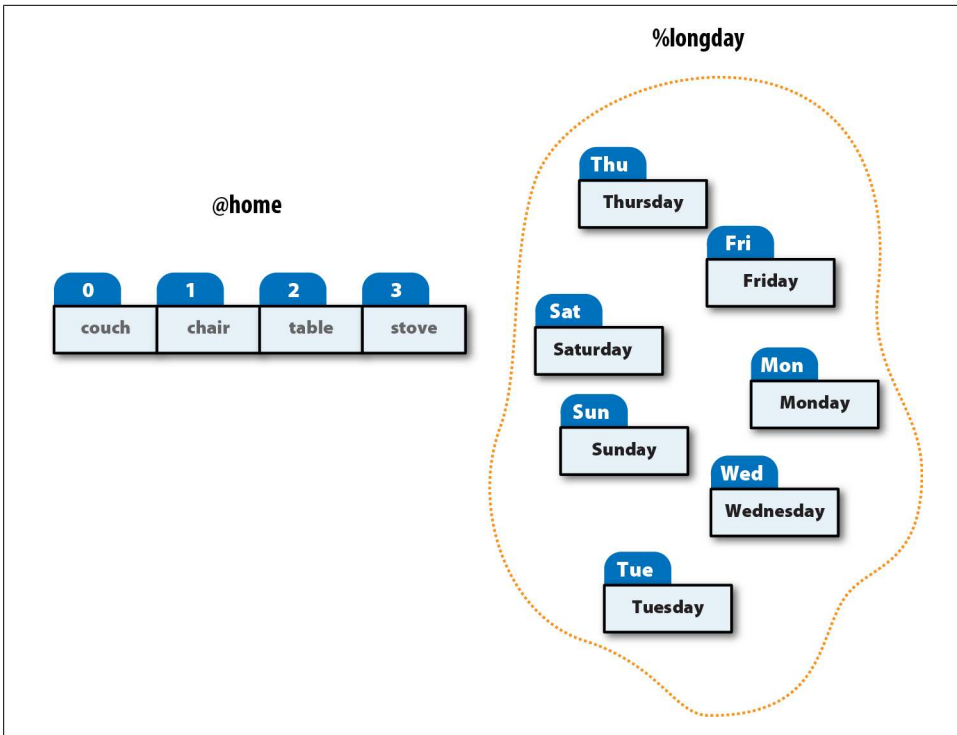 %longday
@home
0 1 2 3
couch chair table stove
Thu
Thursday
Fri
Friday
Sat
Saturday
Mon
Monday
Sun
Sunday
Wed
Wednesday
Tue
Tuesday